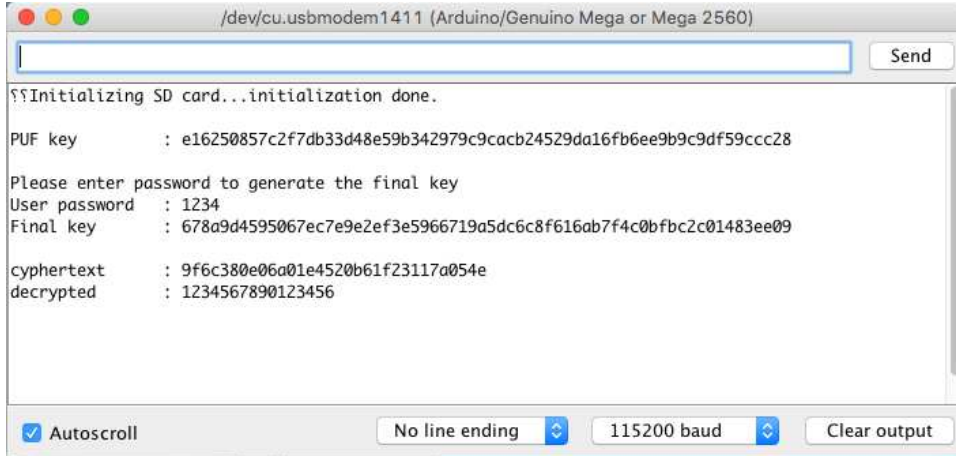 /dev/cu.usbmodem1411 (Arduino/Genuino Mega or Mega 2560)
Send
⸮⸮Initializing SD card...initialization done.
PUF key : e16250857c2f7db33d48e59b342979c9cacb24529da16fb6ee9b9c9df59ccc28
Please enter password to generate the final key
User password : 1234
Final key : 678a9d4595067ec7e9e2ef3e5966719a5dc6c8f616ab7f4c0bfbc2c01483ee09
cyphertext : 9f6c380e06a01e4520b61f23117a054e
decrypted : 1234567890123456
Autoscroll
No line ending
115200 baud
Clear output